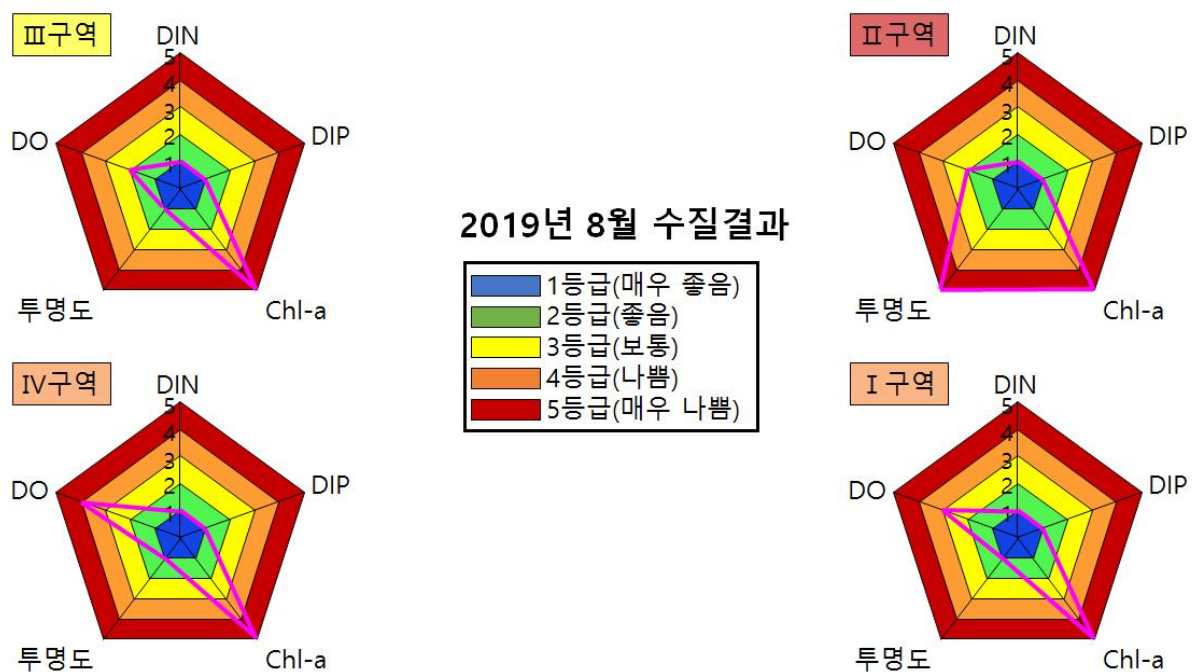 Ⅲ구역
DIN
5
4
3
2
1
DO
DIP
투명도
Chl-a
Ⅱ구역
DIN
5
4
3
2
1
DO
DIP
투명도
Chl-a
2019년 8월 수질결과
1등급(매우 좋음)
2등급(좋음)
3등급(보통)
4등급(나쁨)
5등급(매우 나쁨)
Ⅳ구역
DIN
5
4
3
2
1
DO
DIP
투명도
Chl-a
Ⅰ구역
DIN
5
4
3
2
1
DO
DIP
투명도
Chl-a